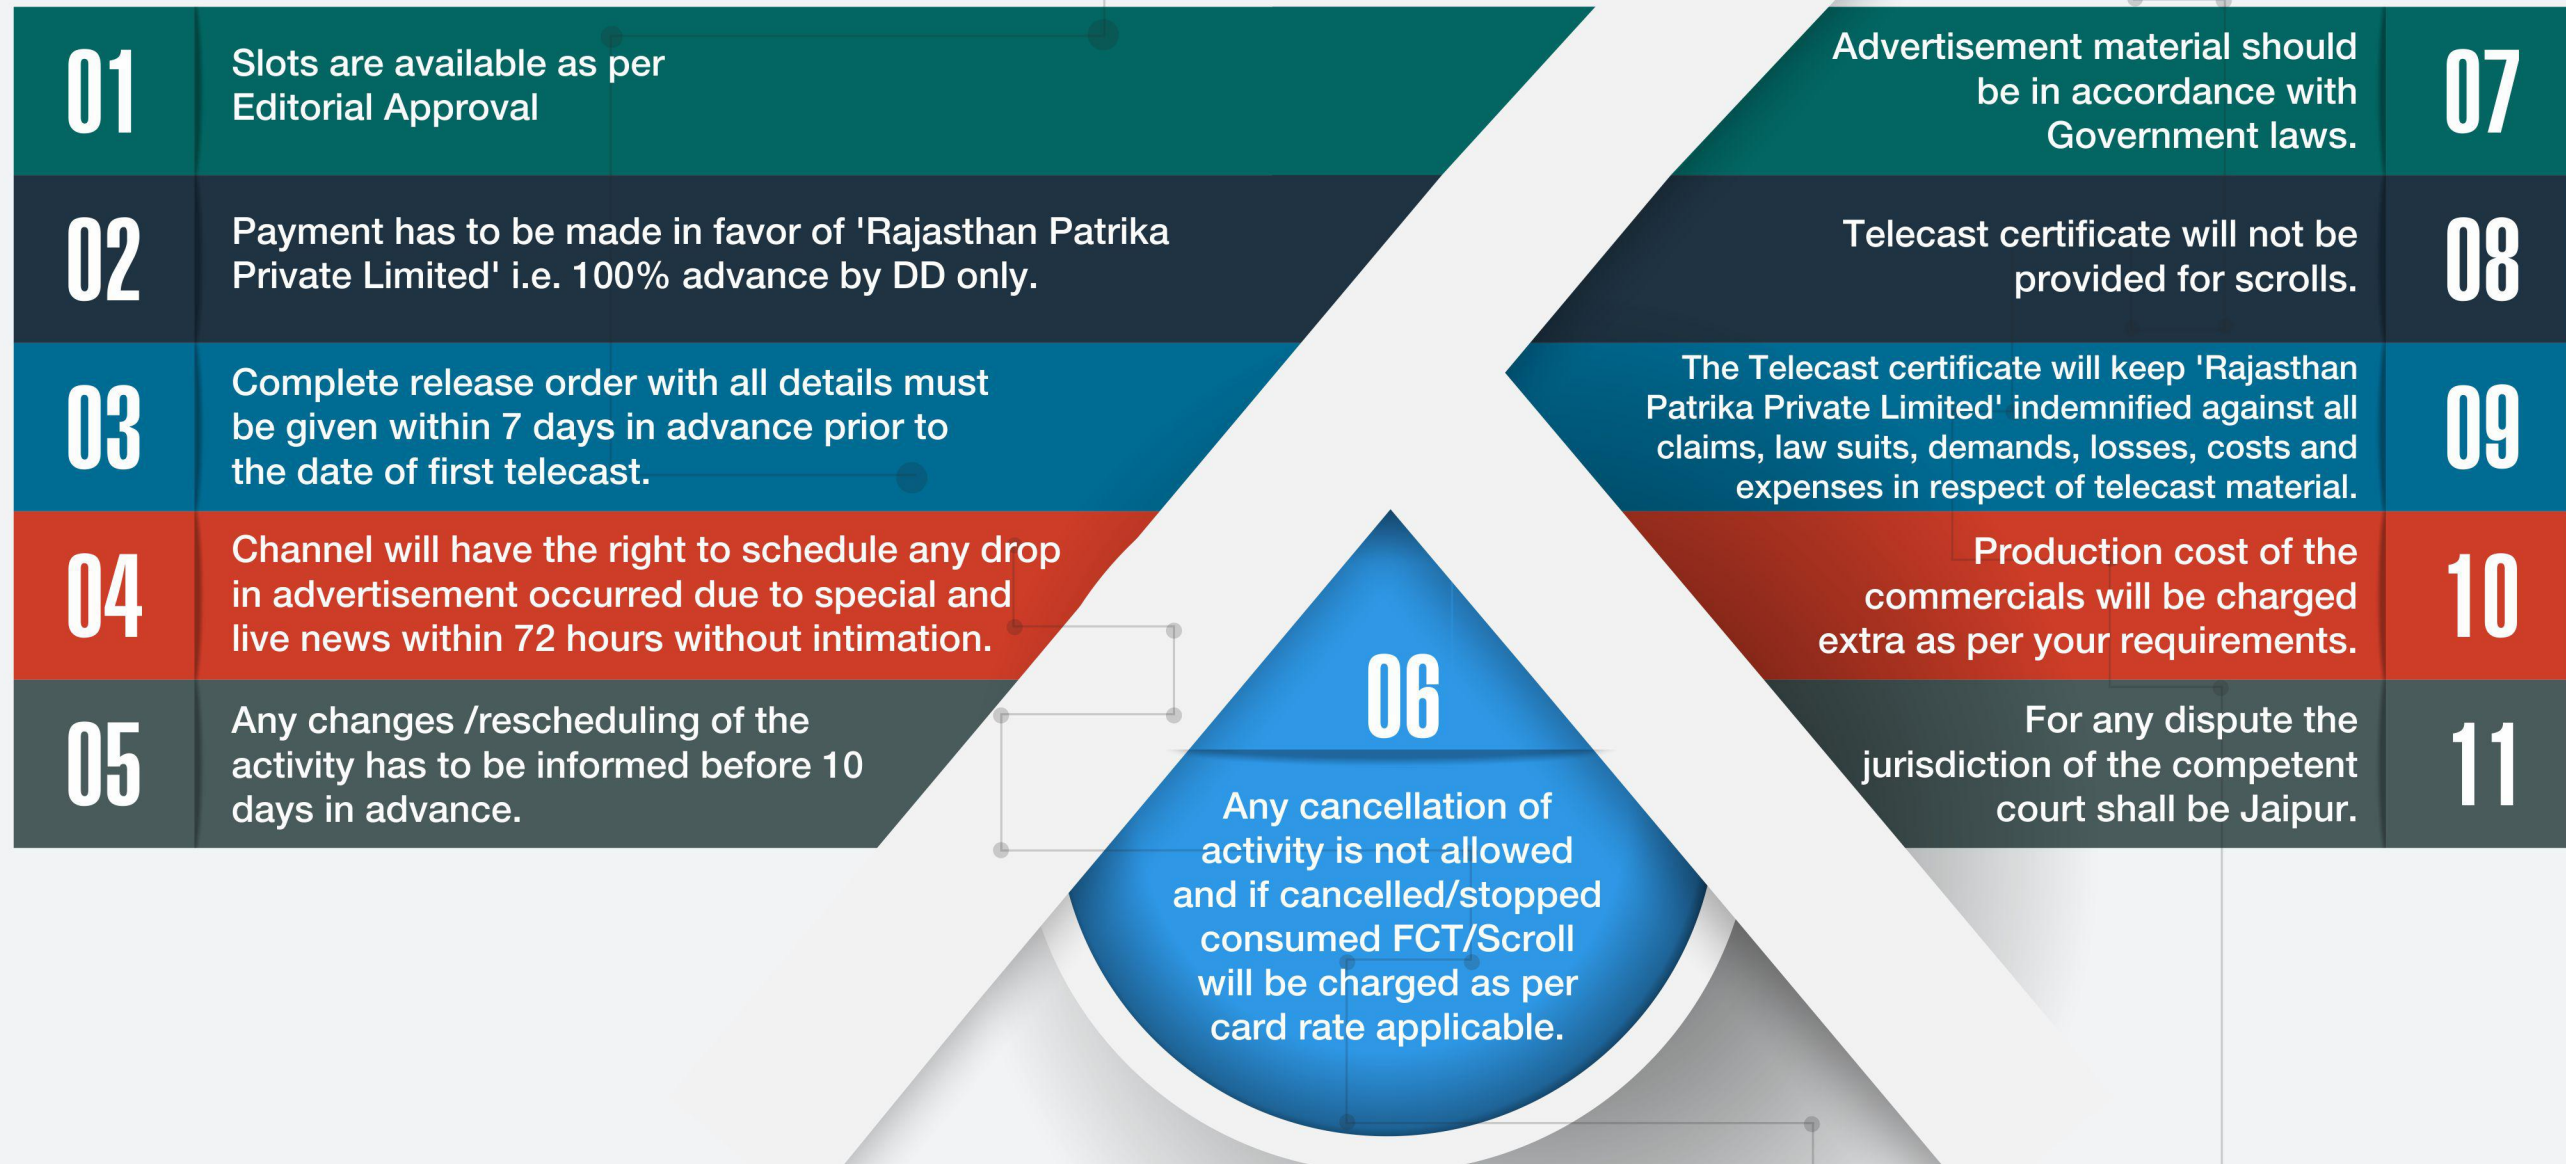 01
Slots are available as per
Editorial Approval
02
Payment has to be made in favor of 'Rajasthan Patrika
Private Limited' i.e. 100% advance by DD only.
03
Complete release order with all details must
be given within 7 days in advance prior to
the date of first telecast.
04
Channel will have the right to schedule any drop
in advertisement occurred due to special and
live news within 72 hours without intimation.
05
Any changes /rescheduling of the
activity has to be informed before 10
days in advance.
06
Any cancellation of
activity is not allowed
and if cancelled/stopped
consumed FCT/Scroll
will be charged as per
card rate applicable.
07
Advertisement material should
be in accordance with
Government laws.
08
Telecast certificate will not be
provided for scrolls.
09
The Telecast certificate will keep 'Rajasthan
Patrika Private Limited' indemnified against all
claims, law suits, demands, losses, costs and
expenses in respect of telecast material.
10
Production cost of the
commercials will be charged
extra as per your requirements.
11
For any dispute the
jurisdiction of the competent
court shall be Jaipur.